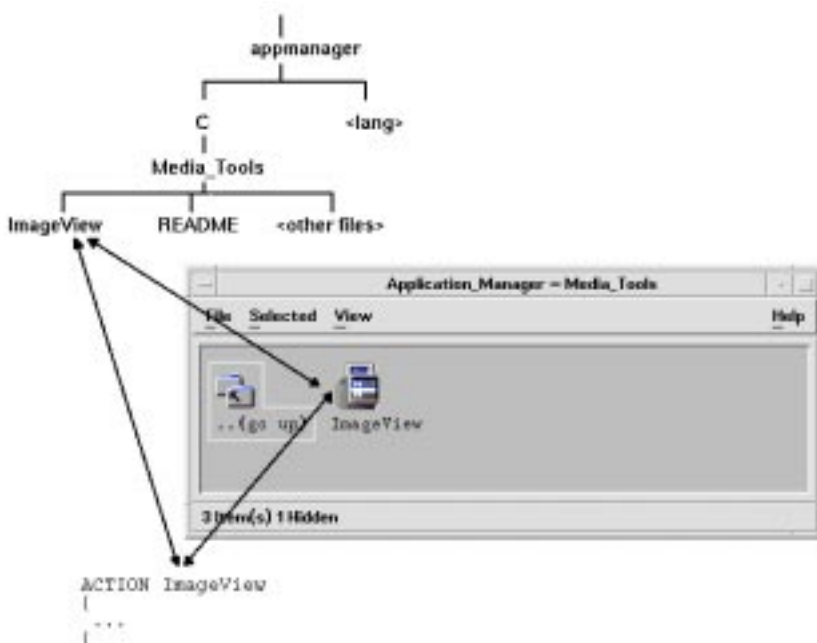 appmanager
C <lang>
Media_Tools
ImageView README <other files>
Application_Manager - Media_Tools
File Selected View Help
..(go up) ImageView
3 Item(s) 1 Hidden
ACTION ImageView
{
...
{